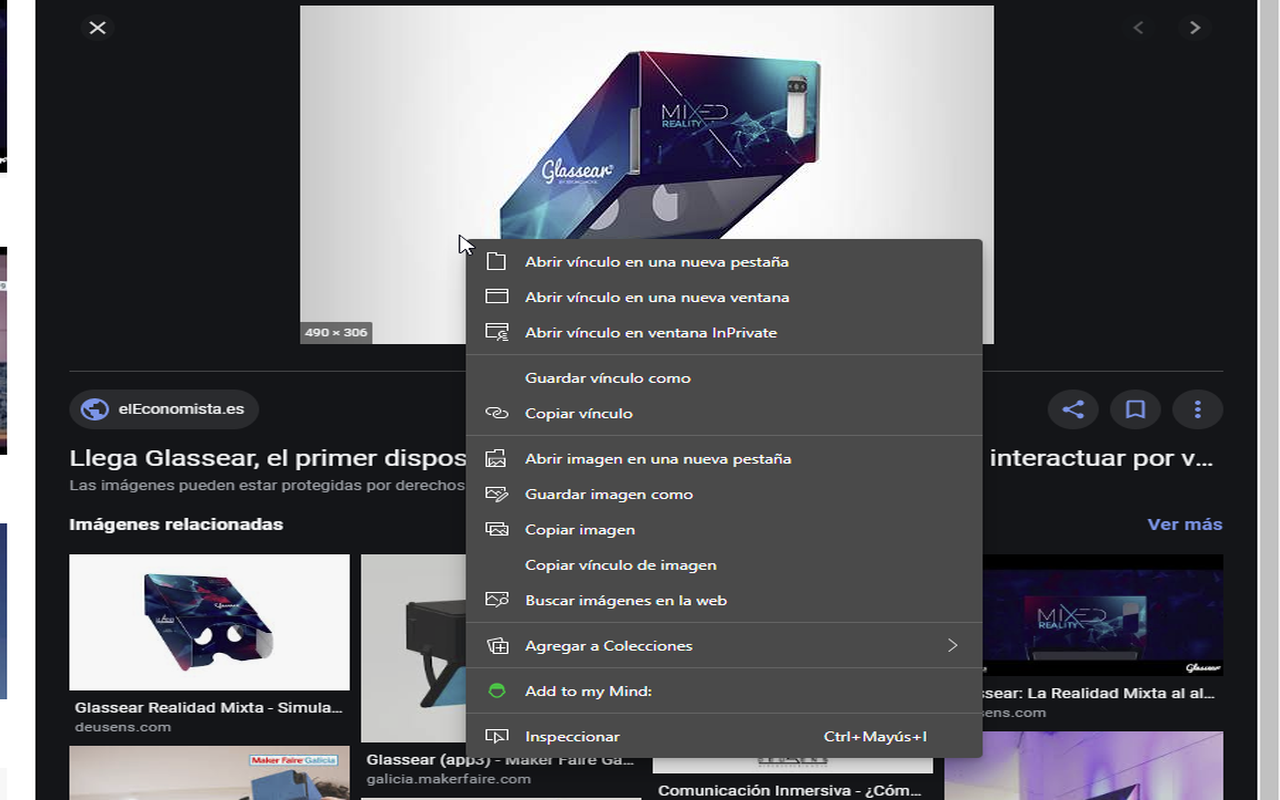 MIXED
REALITY
Glassear
490 × 306
Abrir vínculo en una nueva pestaña
Abrir vínculo en una nueva ventana
Abrir vínculo en ventana InPrivate
Guardar vínculo como
Copiar vínculo
Abrir imagen en una nueva pestaña
Guardar imagen como
Copiar imagen
Copiar vínculo de imagen
Buscar imágenes en la web
Agregar a Colecciones
Add to my Mind:
Inspeccionar Ctrl+Mayús+I
elEconomista.es
Llega Glassear, el primer dispos interactuar por v...
Las imágenes pueden estar protegidas por derechos
Imágenes relacionadas Ver más
Glassear Realidad Mixta - Simula...
deusens.com
Maker Faire Galicia
Glassear (app3) - Maker Faire Ga...
galicia.makerfaire.com
DEUSENS
Comunicación Inmersiva - ¿Cóm...
MIXED
REALITY
Glassear
ssear: La Realidad Mixta al al...
sens.com